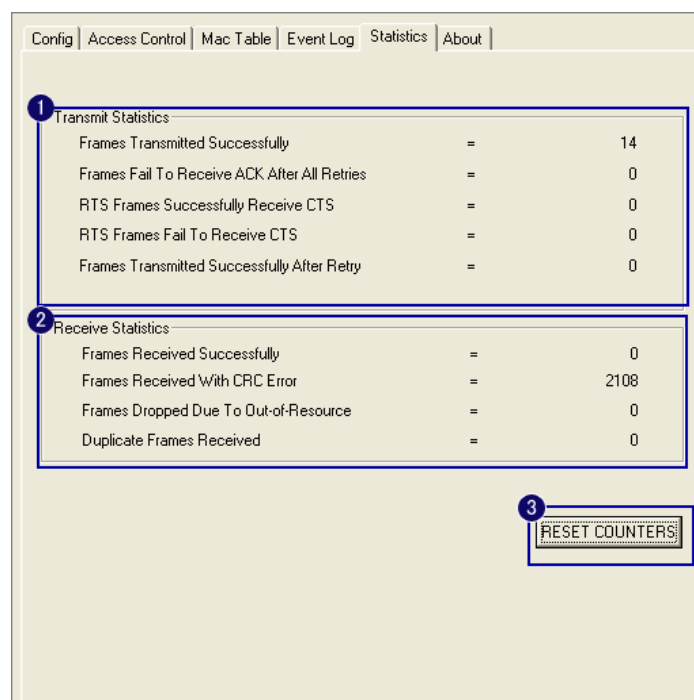 Config Access Control Mac Table Event Log Statistics About
1
Transmit Statistics
Frames Transmitted Successfully = 14
Frames Fail To Receive ACK After All Retries = 0
RTS Frames Successfully Receive CTS = 0
RTS Frames Fail To Receive CTS = 0
Frames Transmitted Successfully After Retry = 0
2
Receive Statistics
Frames Received Successfully = 0
Frames Received With CRC Error = 2108
Frames Dropped Due To Out-of-Resource = 0
Duplicate Frames Received = 0
3
RESET COUNTERS